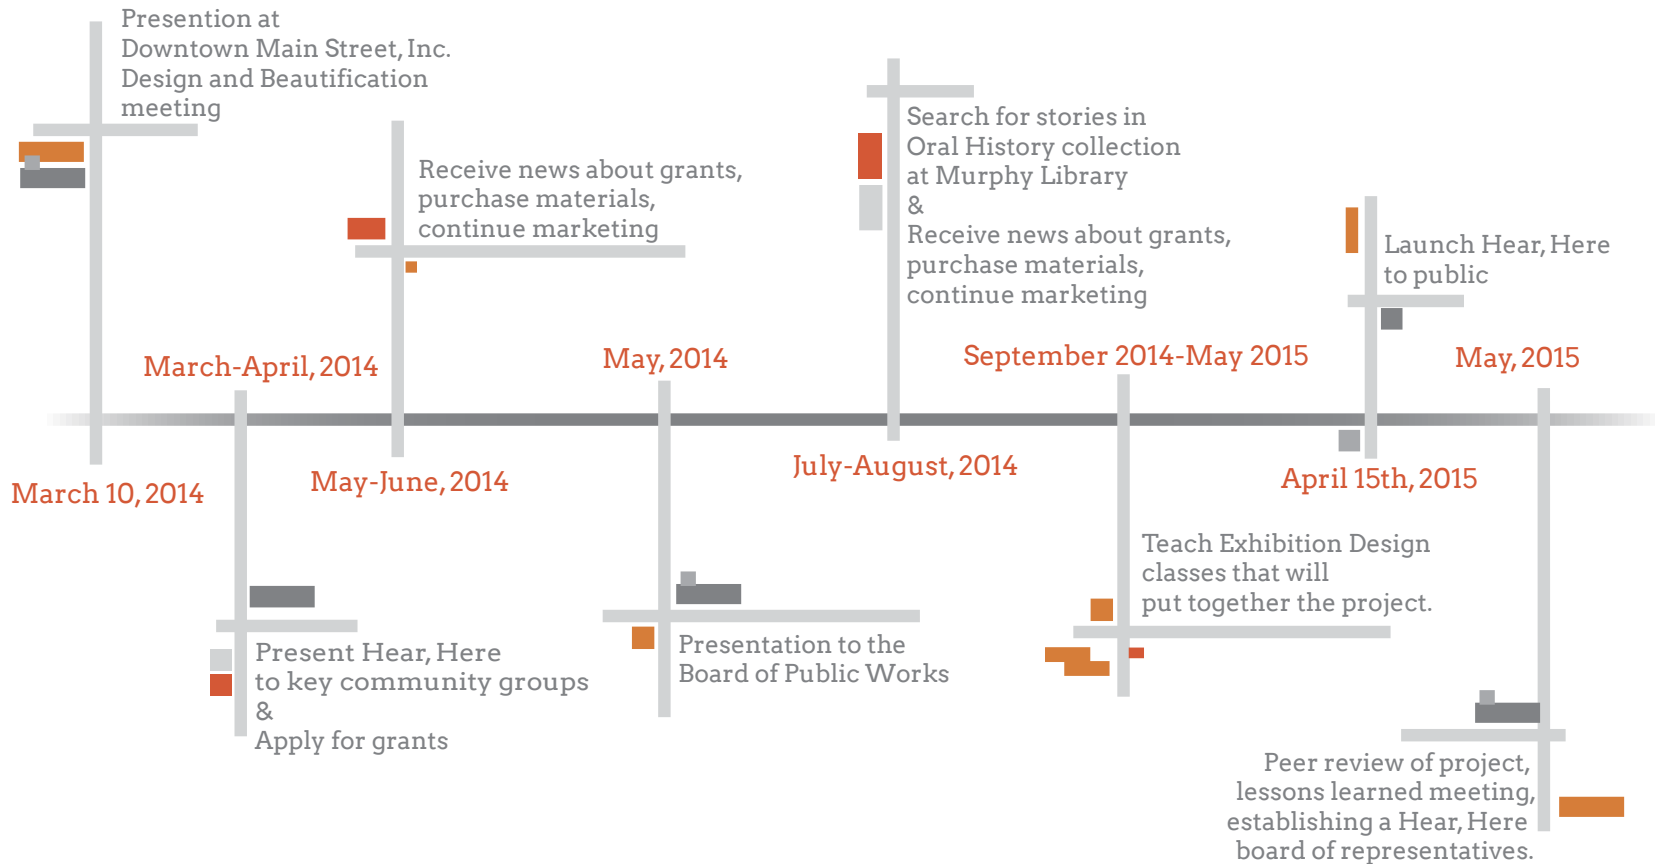 Presention at
Downtown Main Street, Inc.
Design and Beautification
meeting
March 10, 2014
March-April, 2014
Present Hear, Here
to key community groups
&
Apply for grants
Receive news about grants,
purchase materials,
continue marketing
May-June, 2014
May, 2014
Presentation to the
Board of Public Works
Search for stories in
Oral History collection
at Murphy Library
&
Receive news about grants,
purchase materials,
continue marketing
July-August, 2014
September 2014-May 2015
Teach Exhibition Design
classes that will
put together the project.
Launch Hear, Here
to public
April 15th, 2015
May, 2015
Peer review of project,
lessons learned meeting,
establishing a Hear, Here
board of representatives.